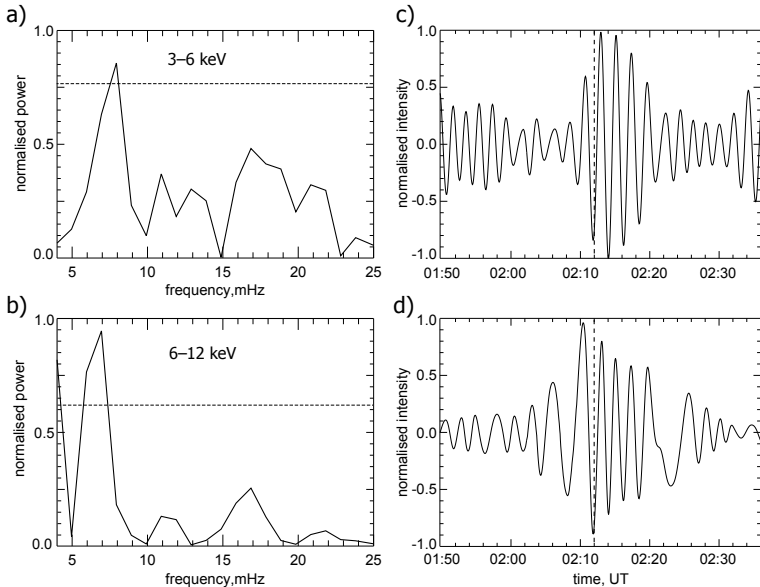 a)
3–6 keV
normalised power
1.0
0.5
0.0
5 10 15 20 25
frequency,mHz
c)
normalised intensity
1.0
0.5
0.0
-0.5
-1.0
01:50 02:00 02:10 02:20 02:30
b)
6–12 keV
normalised power
1.0
0.5
0.0
5 10 15 20 25
frequency,mHz
d)
normalised intensity
1.0
0.5
0.0
-0.5
-1.0
01:50 02:00 02:10 02:20 02:30
time, UT